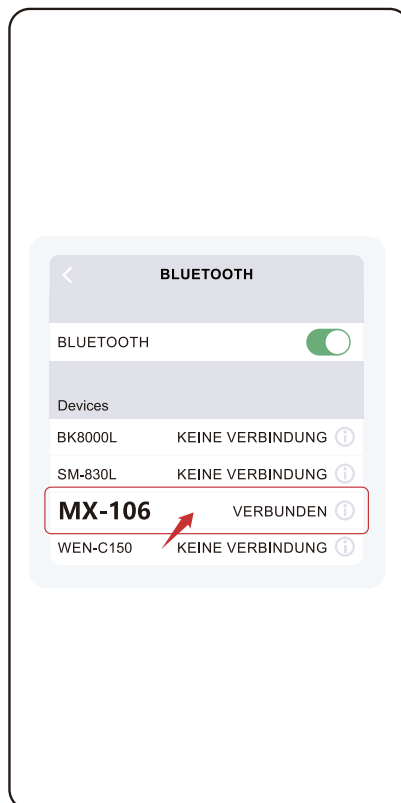 BLUETOOTH
BLUETOOTH
Devices
BK8000L KEINE VERBINDUNG
SM-830L KEINE VERBINDUNG
MX-106 VERBUNDEN
WEN-C150 KEINE VERBINDUNG